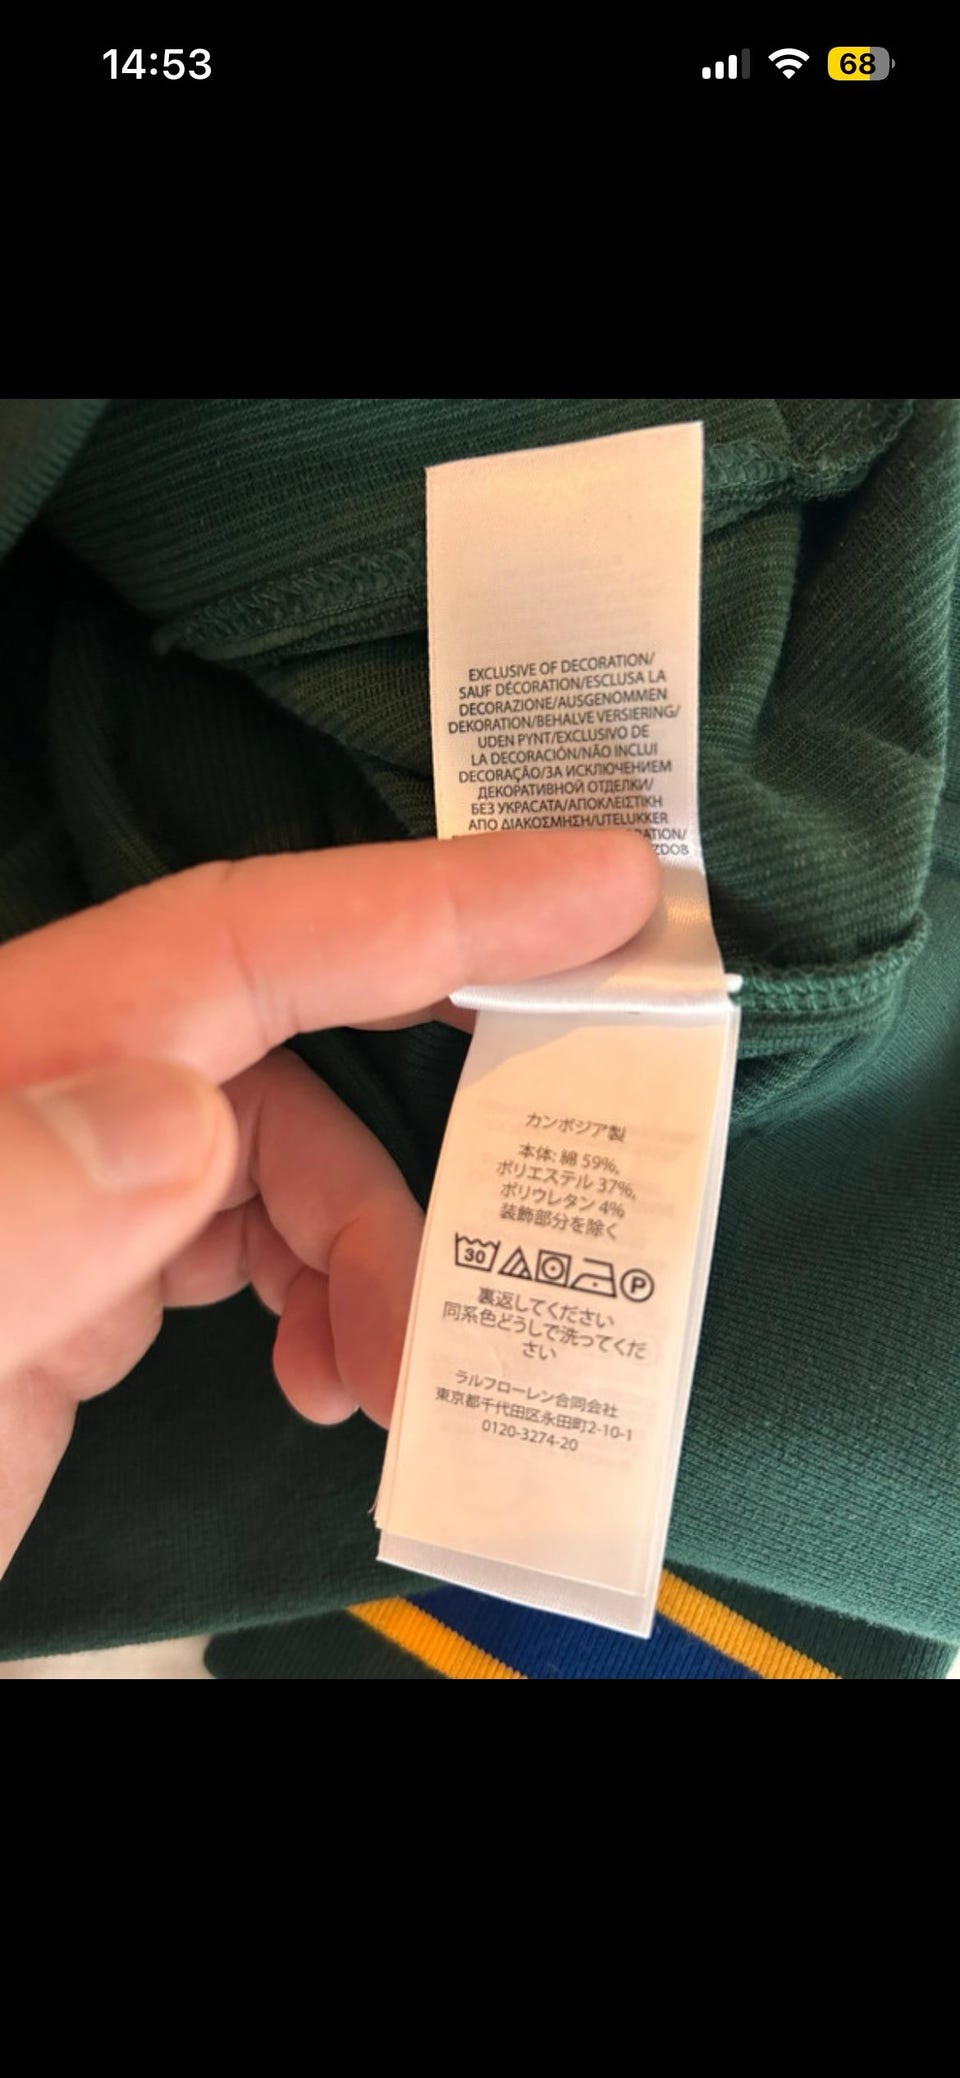 14:53
68
EXCLUSIVE OF DECORATION/
SAUF DÉCORATION/ESCLUSA LA
DECORAZIONE/AUSGENOMMEN
DEKORATION/BEHALVE VERSIERING/
UDEN PYNT/EXCLUSIVO DE
LA DECORACIÓN/NÃO INCLUI
DECORAÇÃO/ЗА ИСКЛЮЧЕНИЕМ
ДЕКОРАТИВНОЙ ОТДЕЛКИ/
БЕЗ УКРАСАТА/ΑΠΟΚΛΕΙΣΤΙΚΗ
ΑΠΟ ΔΙΑΚΟΣΜΗΣΗ/UTELUKKER
カンボジア製
本体: 綿 59%,
ポリエステル 37%,
ポリウレタン 4%
装飾部分を除く
30 P
裏返してください
同系色どうしで洗ってくだ
さい
ラルフローレン合同会社
東京都千代田区永田町2-10-1
0120-3274-20